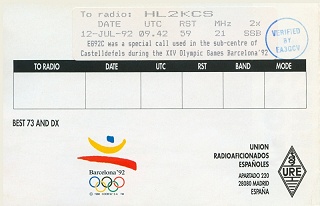 To radio: HL2KCS
DATE UTC RST MHz 2x
12-JUL-92 09.42 59 21 SSB
EG92C was a special call used in the sub-centre of
Castelldefels during the XXV Olympic Games Barcelona'92
VERIFIED
BY
EA3QCV
TO RADIO DATE UTC RST BAND MODE
BEST 73 AND DX
Barcelona'92
UNION
RADIOAFICIONADOS
ESPAÑOLES
APARTADO 220
28080 MADRID
ESPAÑA
URE